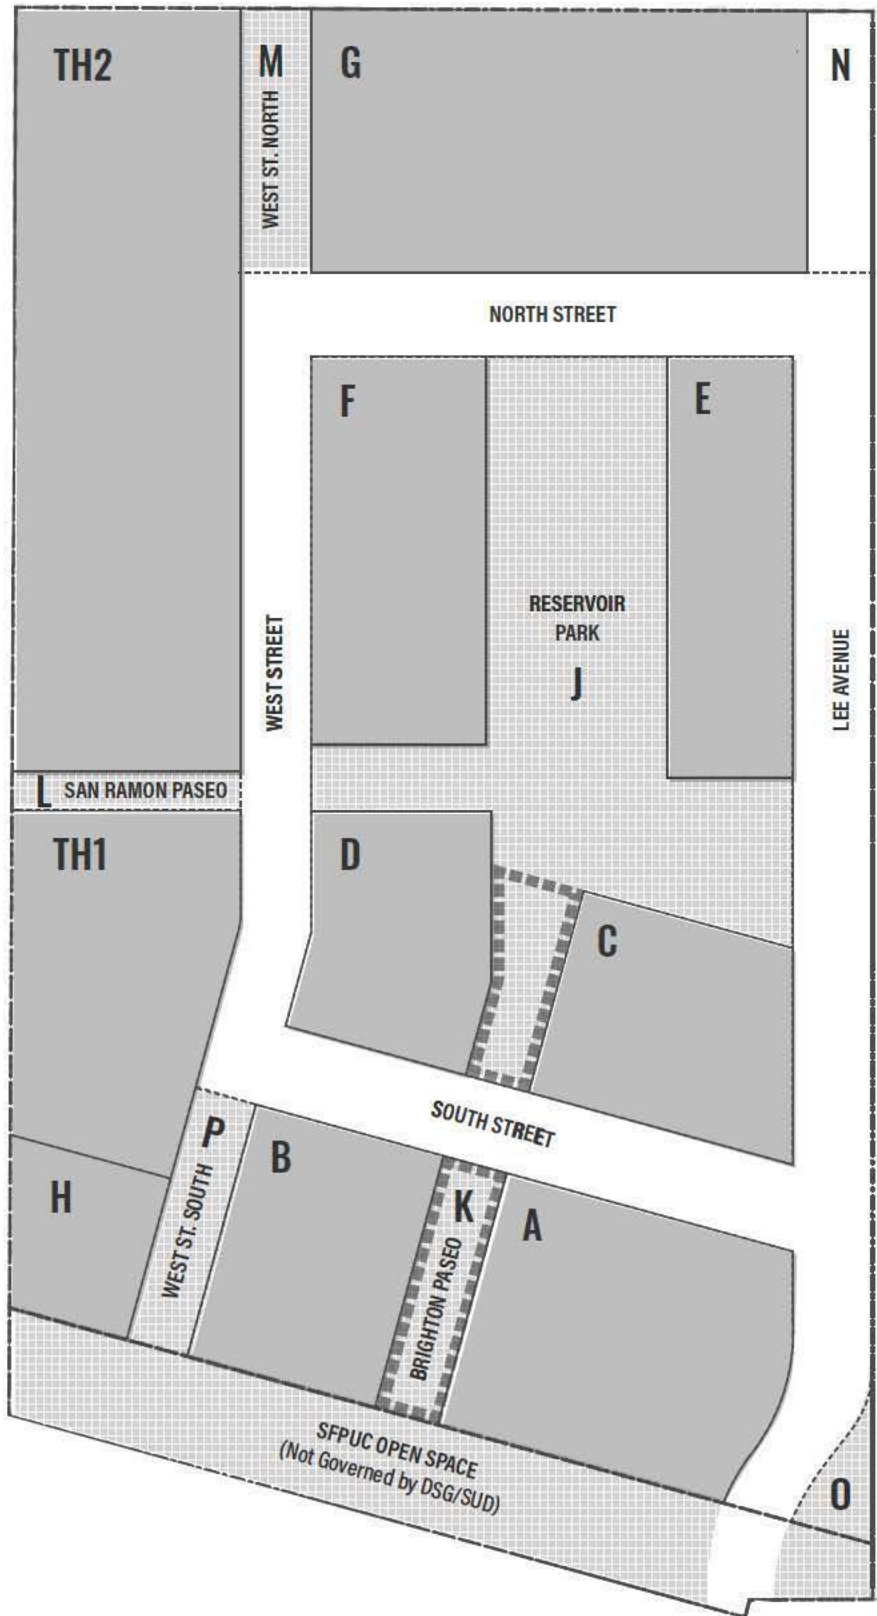 TH2
M
G
N
WEST ST. NORTH
NORTH STREET
F
E
RESERVOIR
PARK
J
WEST STREET
LEE AVENUE
L
SAN RAMON PASEO
TH1
D
C
SOUTH STREET
P
WEST ST. SOUTH
B
K
BRIGHTON PASEO
A
H
SFPUC OPEN SPACE
(Not Governed by DSG/SUD)
O